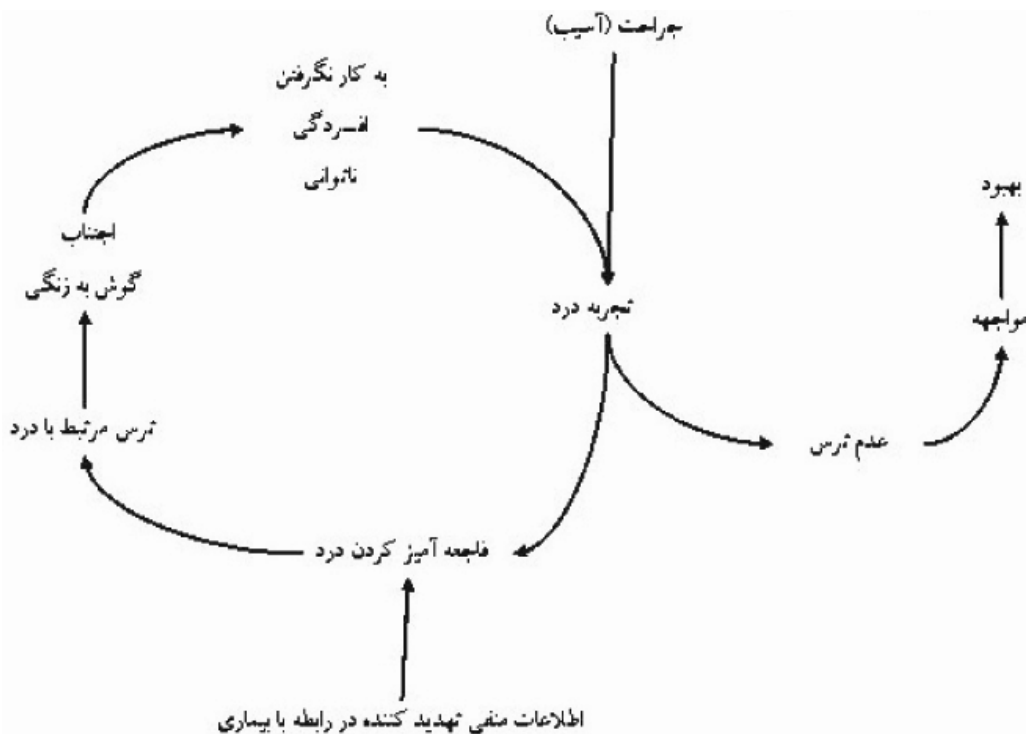 جراحت (آسیب)
به کار نگرفتن
افسردگی
ناتوانی
بهبود
اجتناب
گوش به زنگی
تجربه درد
مواجهه
ترس مرتبط با درد
عدم ترس
فاجعه آمیز کردن درد
اطلاعات منفی تهدید کننده در رابطه با بیماری